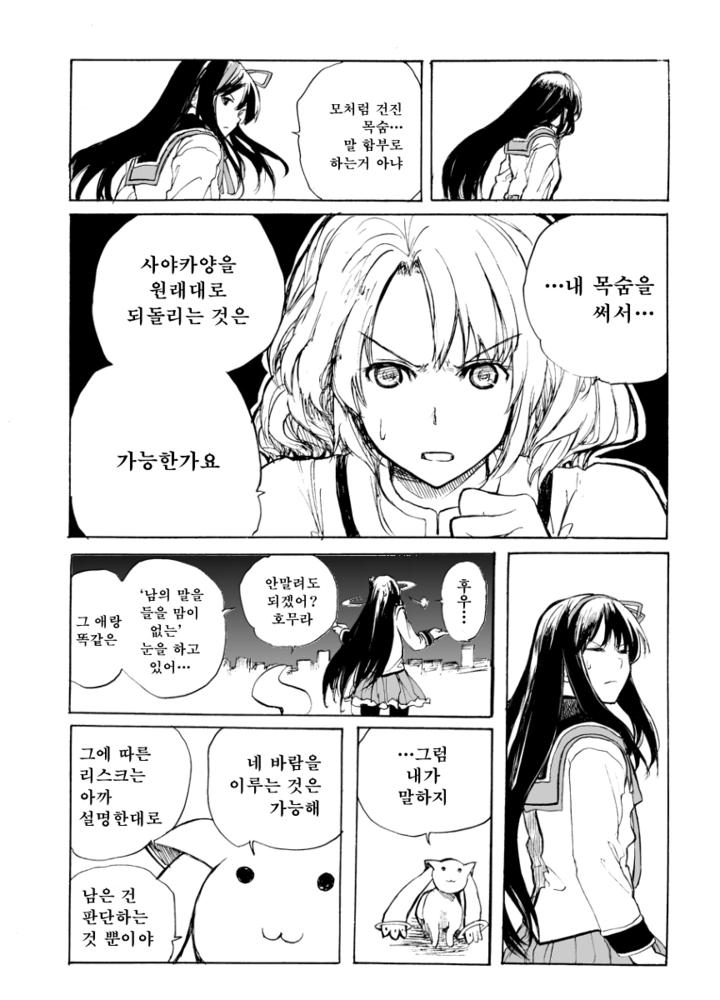 모처럼 건진
목숨…
말 함부로
하는거 아냐
…내 목숨을
써서…
사야카양을
원래대로
되돌리는 것은
가능한가요
후우…
안말려도
되겠어?
호무라
‘남의 말을
들을 맘이
없는’
눈을 하고
있어…
그 애랑
똑같은
…그럼
내가
말하지
네 바람을
이루는 것은
가능해
그에 따른
리스크는
아까
설명한대로
남은 건
판단하는
것 뿐이야